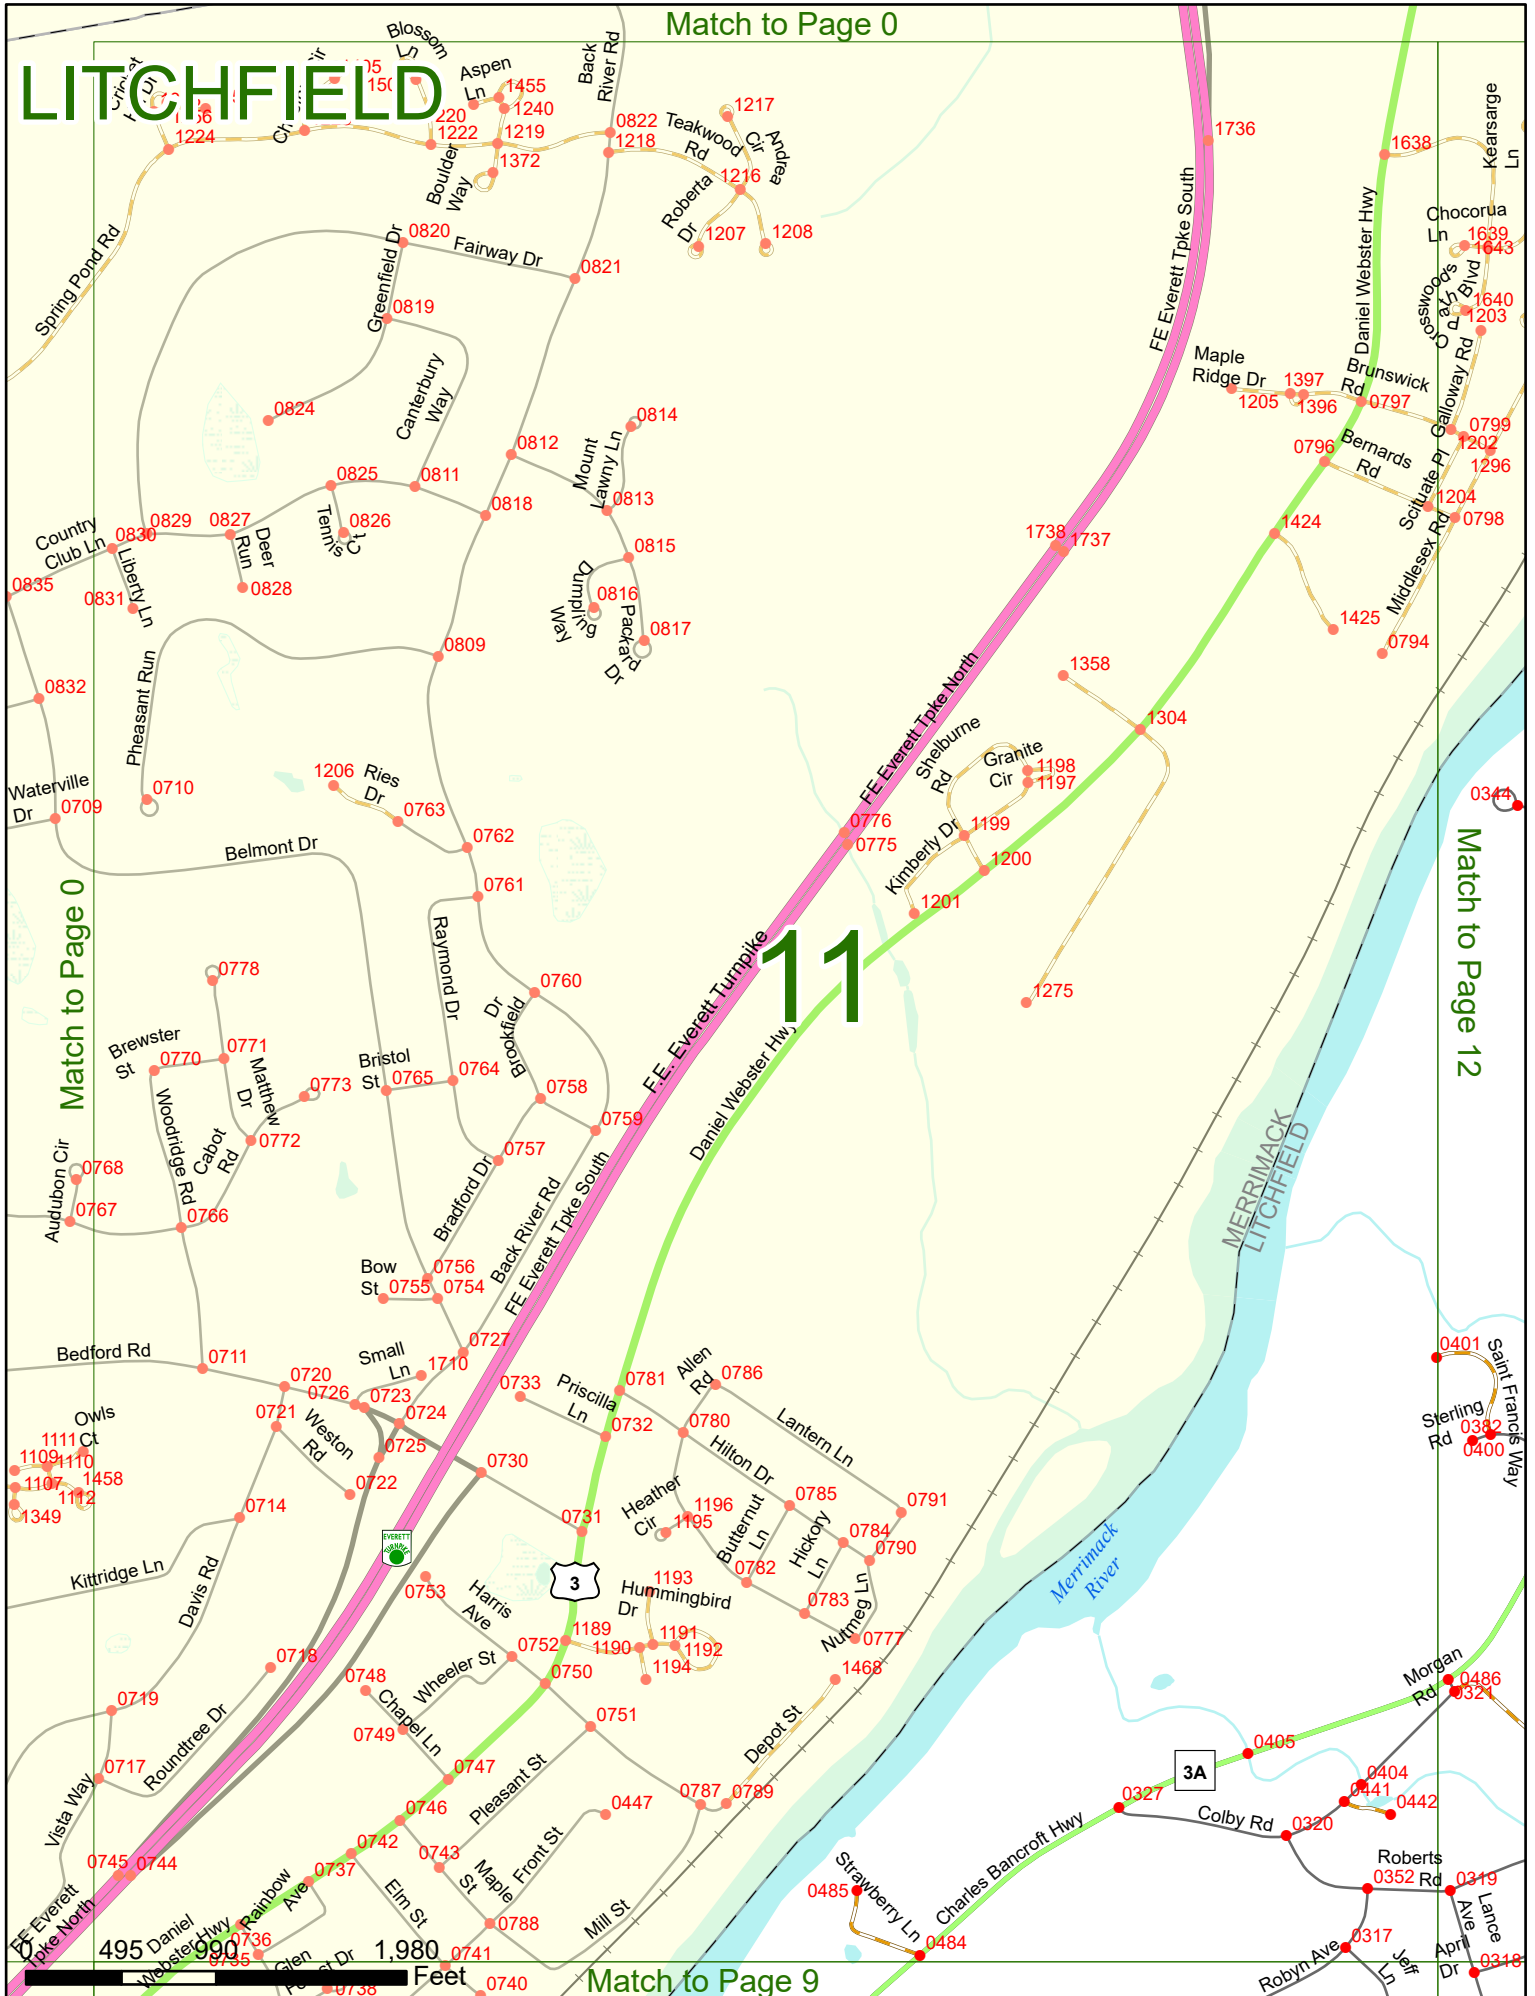 Match to Page 0
LITCHFIELD
Blossom
Ln
Aspen
Ln
1455
1240
Back
River Rd
1217
Andrea
Cir
Teakwood
Rd
0822
1218
1224
220
1222
1219
1372
Boulder
Way
1216
Roberta
Dr
1207
1208
1736
1638
Kearsarge
Ln
Chocorua
Ln
1639
1643
Crosswood's
Path
Blvd
1640
1203
Spring Pond Rd
0820
Fairway Dr
Greenfield Dr
0821
0819
FE Everett Tpke South
Daniel Webster Hwy
Galloway Rd
Maple
Ridge Dr
1397
1205
1396
Brunswick
Rd
0797
0799
1202
1296
0824
Canterbury
Way
0814
Mount
Lawny Ln
0812
0796
Bernards
Rd
Scituate Pl
1204
0798
0825
0811
0818
0813
Country
Club Ln
0830
0829
0827
Deer
Run
Tennis
Ct
0826
1738
1737
1424
Middlesex Rd
0835
0831
Liberty Ln
0828
0815
0816
Dumpling
Way
Packard
Dr
0817
1425
0794
0809
0832
Pheasant Run
1358
1304
FE Everett Tpke North
Shelburne
Rd
Granite
Cir
1198
1197
Waterville
Dr
0709
0710
1206
Ries
Dr
0763
0762
0776
0775
Kimberly Dr
1199
1200
1201
0344
Belmont Dr
0761
Match to Page 0
Match to Page 12
Raymond Dr
11
F.E. Everett Turnpike
Daniel Webster Hwy
0778
0760
Brookfield
Dr
1275
Brewster
St
0770
0771
Matthew
Dr
0773
Bristol
St
0765
0764
0758
0759
Woodridge Rd
Cabot
Rd
0772
0757
Audubon Cir
0768
0767
0766
Bradford Dr
Back River Rd
FE Everett Tpke South
MERRIMACK
LITCHFIELD
Bow
St
0755
0756
0754
0727
Bedford Rd
0711
Small
Ln
1710
0720
0726
0723
0724
0733
Priscilla
Ln
0781
Allen
Rd
0786
0401
Saint Francis Way
Sterling
Rd
0382
0400
Owls
Ct
1111
1109
1110
1107
1112
1458
1349
0721
Weston
Rd
0725
0722
0730
0732
0780
Hilton Dr
Lantern Ln
0714
0731
Heather
Cir
1196
1195
Butternut
Ln
0785
Hickory
Ln
0784
0791
0790
EVERETT
TURNPIKE
3
Kittridge Ln
Davis Rd
0753
Harris
Ave
1193
Hummingbird
Dr
0782
0783
Nutmeg Ln
0777
Merrimack
River
0718
0752
1189
1190
1191
1192
1194
0748
Wheeler St
0750
1468
Morgan
Rd
0486
0321
0719
Roundtree Dr
Chapel Ln
0749
0751
Depot St
0405
3A
0717
Vista Way
0747
Pleasant St
0787
0789
0327
0404
0441
0442
0746
0447
Colby Rd
0320
0742
0743
Maple
St
Front St
Charles Bancroft Hwy
0745
0744
0737
Rainbow
Ave
Elm St
Strawberry Ln
0485
Roberts
Rd
0352
0319
Lance
Ave
FE Everett
Tpke North
Daniel
Webster Hwy
0736
0735
0788
Mill St
0484
Robyn Ave
0317
Jeff
Ln
April
Dr
0318
Glen
Forest Dr
0741
0738
0740
0
495
990
1,980
Feet
Match to Page 9